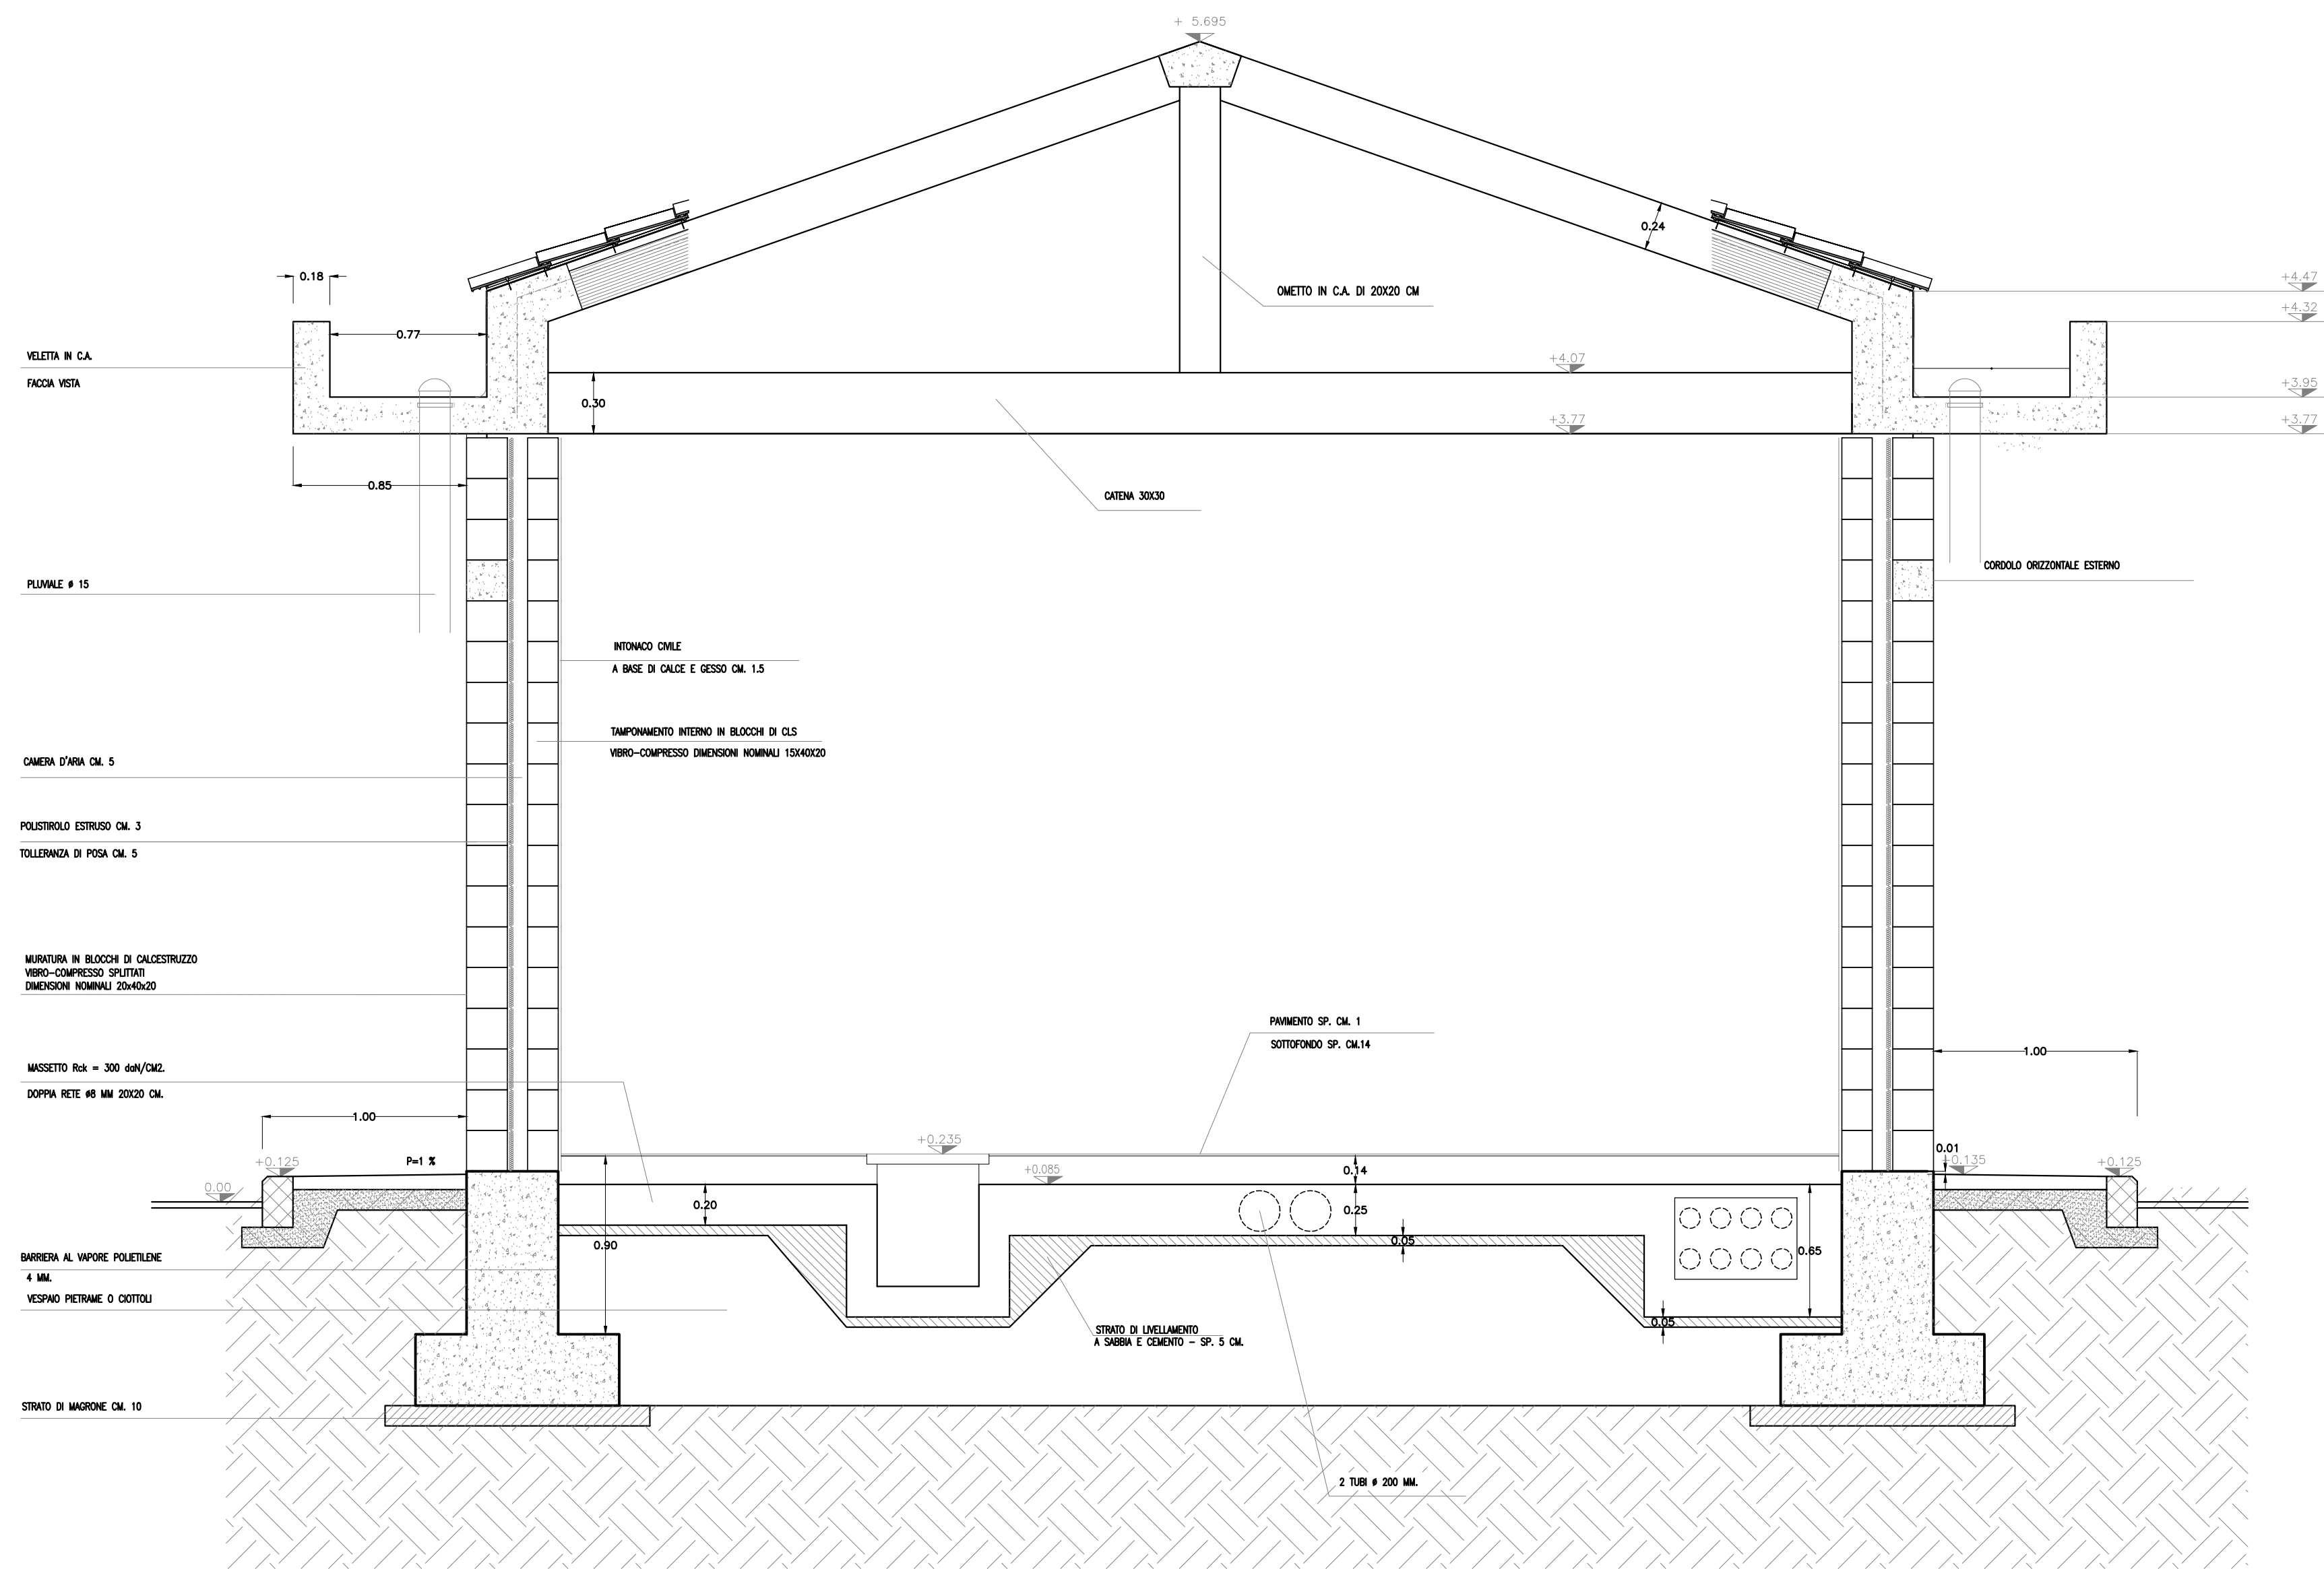 + 5.695
0.24
0.18
OMETTO IN C.A. DI 20X20 CM
+4.47
+4.32
0.77
VELETTA IN C.A.
FACCIA VISTA
+4.07
+3.95
0.30
+3.77
+3.77
0.85
CATENA 30X30
PLUVIALE ø 15
CORDOLO ORIZZONTALE ESTERNO
INTONACO CIVILE
A BASE DI CALCE E GESSO CM. 1.5
TAMPONAMENTO INTERNO IN BLOCCHI DI CLS
VIBRO-COMPRESSO DIMENSIONI NOMINALI 15X40X20
CAMERA D'ARIA CM. 5
POLISTIROLO ESTRUSO CM. 3
TOLLERANZA DI POSA CM. 5
MURATURA IN BLOCCHI DI CALCESTRUZZO
VIBRO-COMPRESSO SPLITTATI
DIMENSIONI NOMINALI 20x40x20
PAVIMENTO SP. CM. 1
SOTTOFONDO SP. CM.14
1.00
MASSETTO Rck = 300 daN/CM2.
DOPPIA RETE ø8 MM 20X20 CM.
1.00
+0.235
0.01
P=1 %
+0.125
+0.135
+0.125
+0.085
0.14
0.00
0.20
0.25
0.90
0.05
0.65
BARRIERA AL VAPORE POLIETILENE
4 MM.
VESPAIO PIETRAME O CIOTTOLI
0.05
STRATO DI LIVELLAMENTO
A SABBIA E CEMENTO - SP. 5 CM.
STRATO DI MAGRONE CM. 10
2 TUBI ø 200 MM.